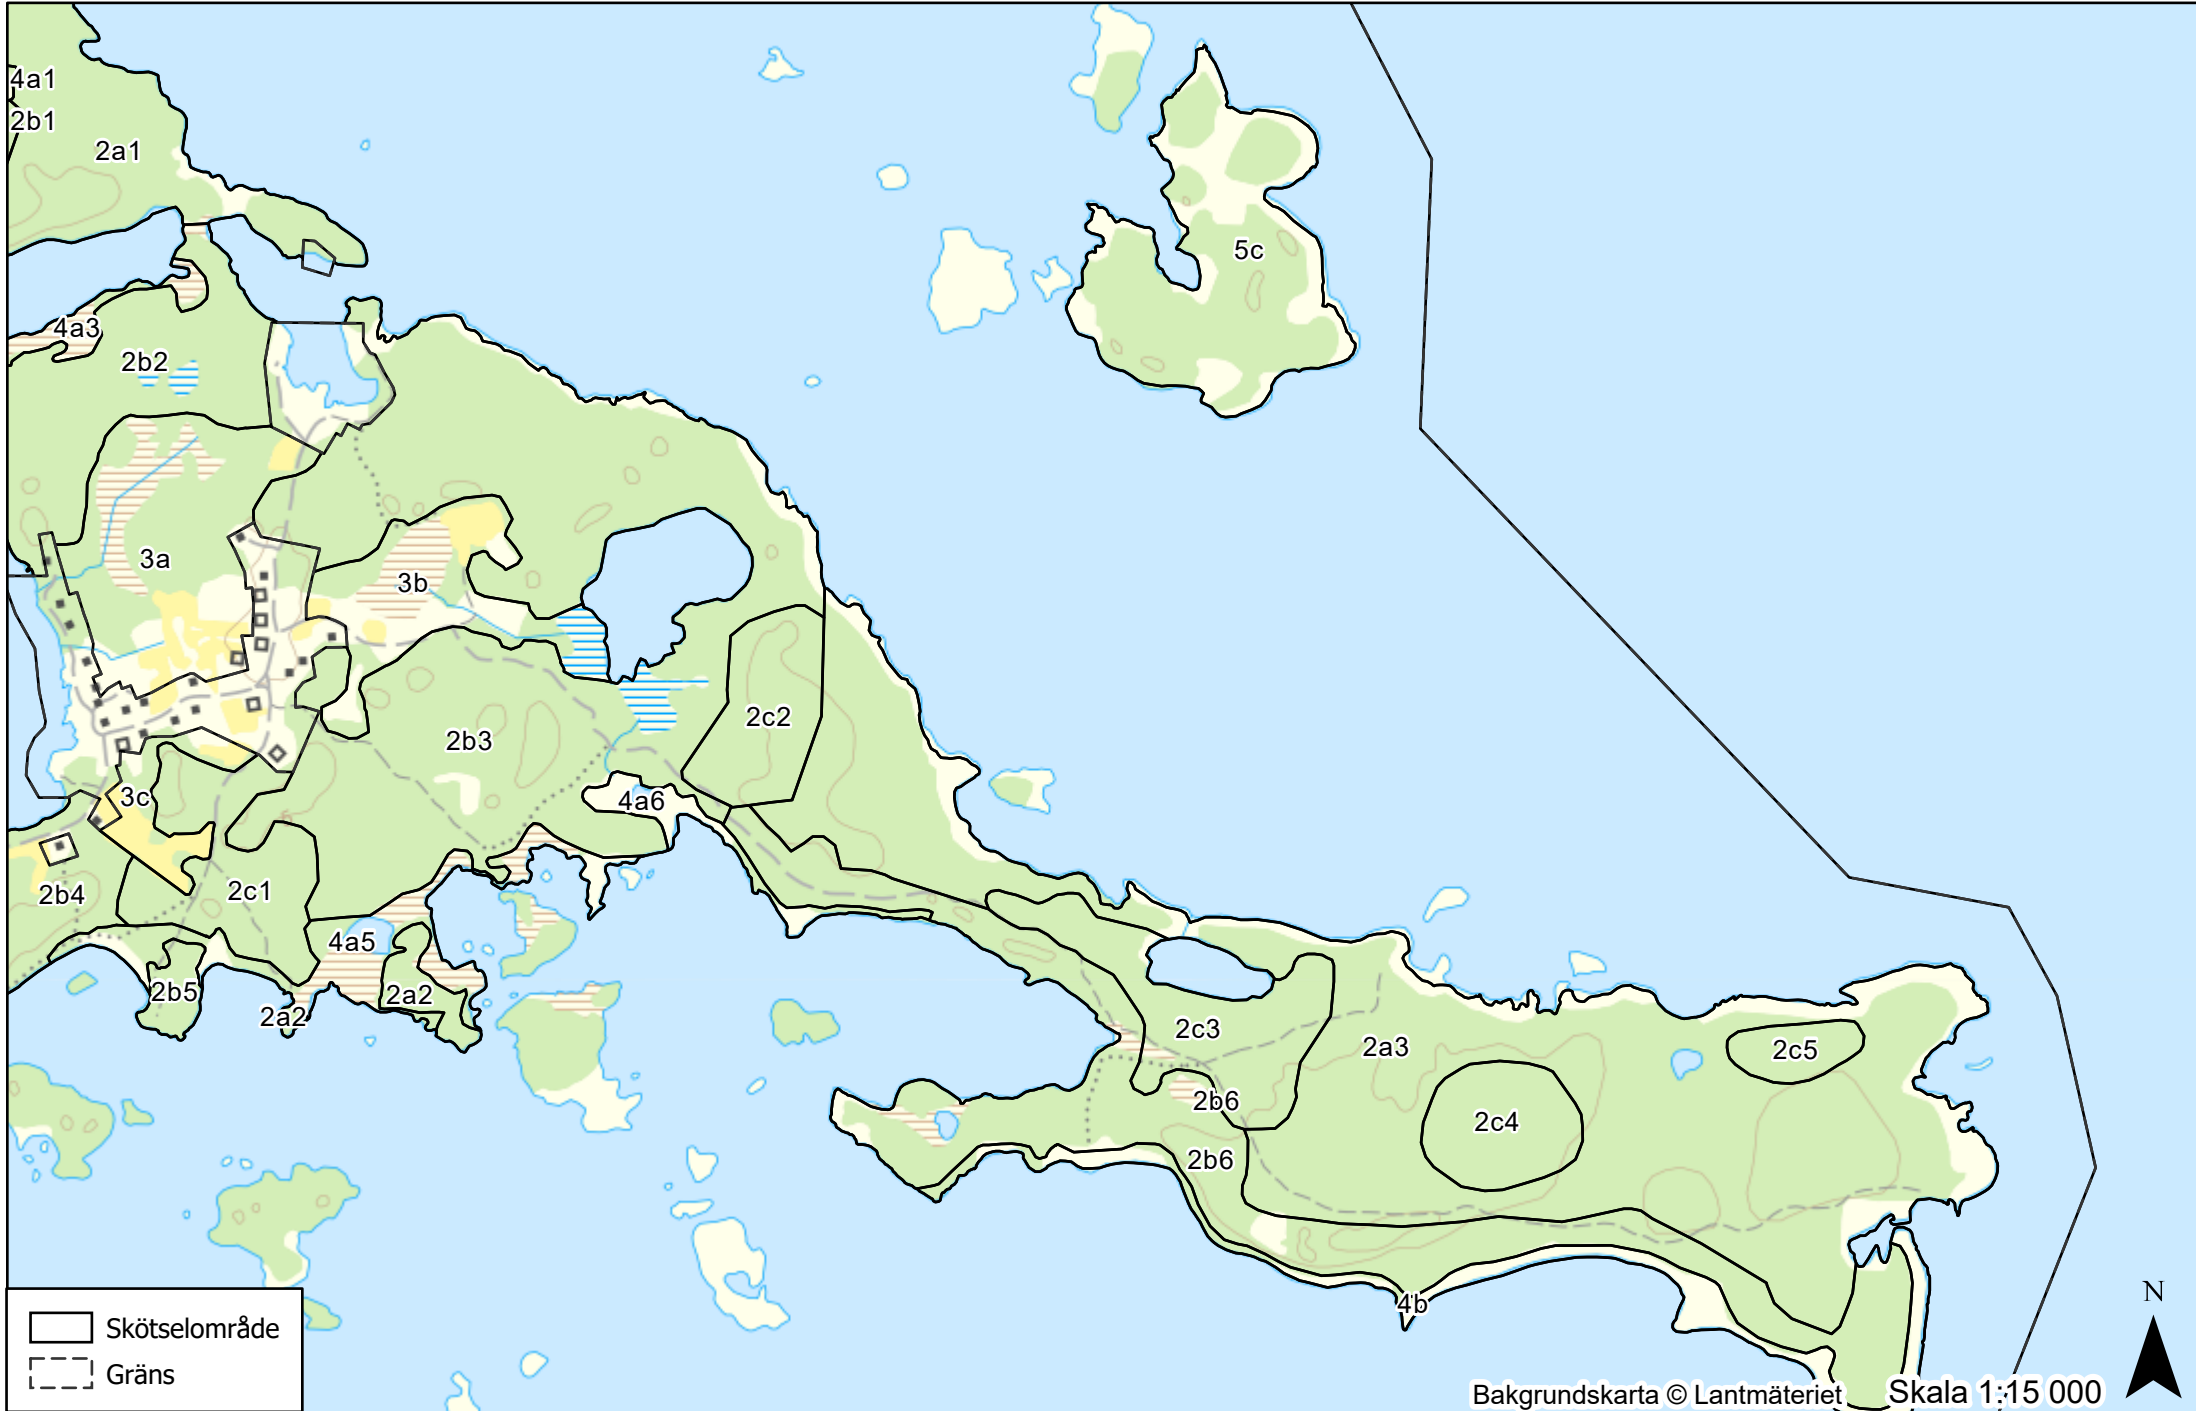 4a1
2b1
2a1
5c
4a3
2b2
3a
3b
2c2
2b3
3c
4a6
2b4
2c1
4a5
2b5
2a2
2a2
2c3
2a3
2c5
2b6
2c4
2b6
4b
N
Skötselområde
Gräns
Bakgrundskarta © Lantmäteriet
Skala 1:15 000